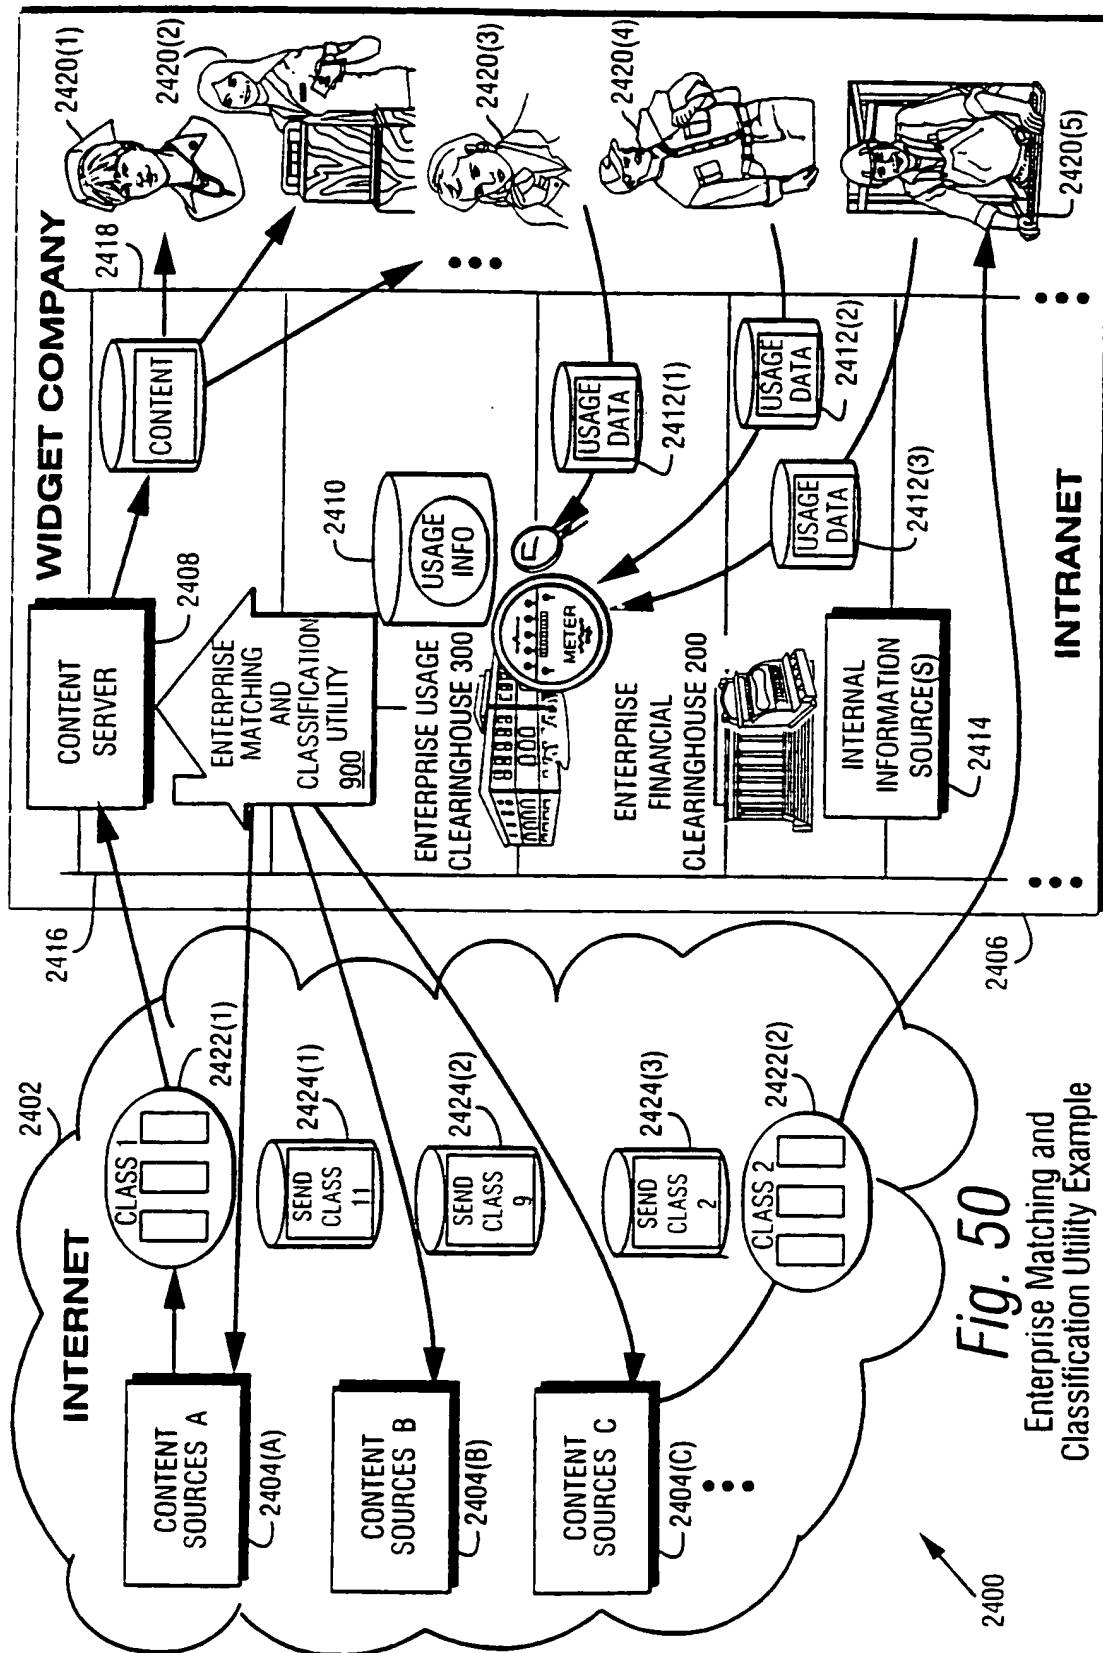 INTERNET
2402
CLASS 1
2422(1)
CONTENT
SOURCES A
2404(A)
SEND
CLASS
11
2424(1)
CONTENT
SOURCES B
2404(B)
SEND
CLASS
9
2424(2)
CONTENT
SOURCES C
2404(C)
SEND
CLASS
2
2424(3)
CLASS 2
2422(2)
2400
WIDGET COMPANY
2416
CONTENT
SERVER
2408
CONTENT
2418
ENTERPRISE
MATCHING
AND
CLASSIFICATION
UTILITY
900
2410
USAGE
INFO
ENTERPRISE USAGE
CLEARINGHOUSE 300
METER
USAGE
DATA
2412(1)
ENTERPRISE
FINANCIAL
CLEARINGHOUSE 200
USAGE
DATA
2412(2)
USAGE
DATA
2412(3)
INTERNAL
INFORMATION
SOURCE(S)
2414
2406
INTRANET
2420(1)
2420(2)
2420(3)
2420(4)
2420(5)
Fig. 50
Enterprise Matching and
Classification Utility Example